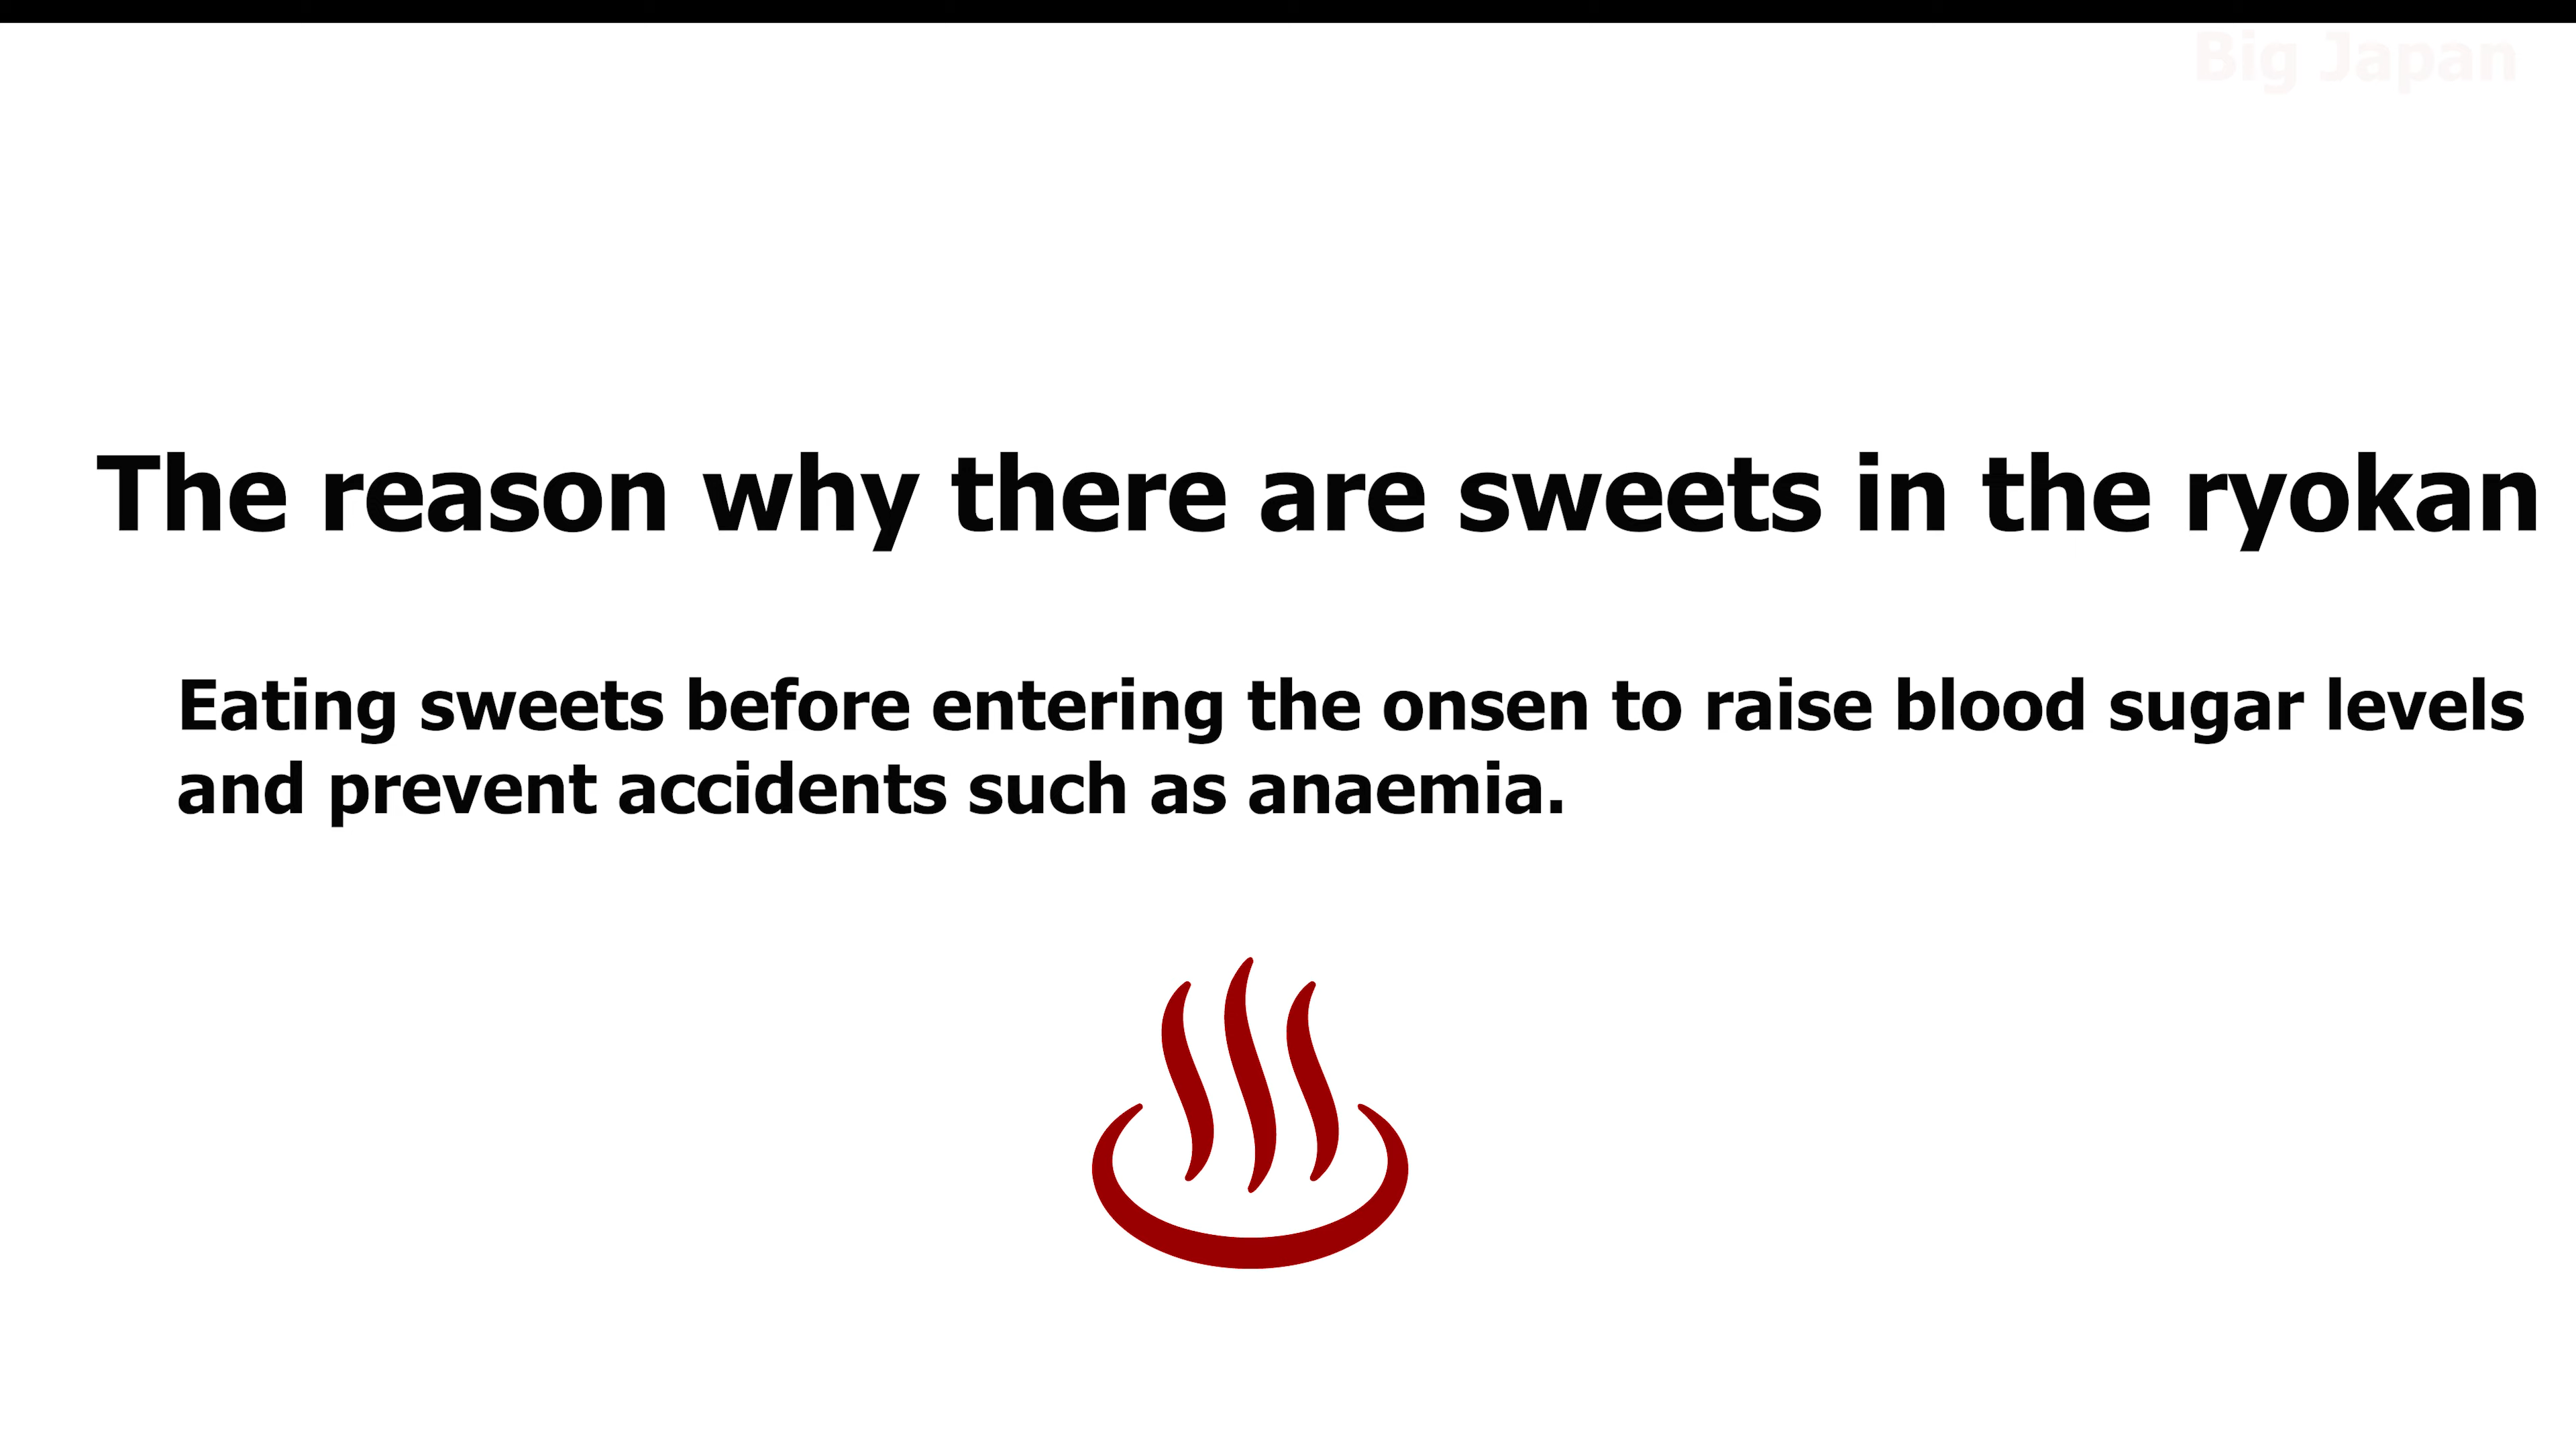 Big Japan
The reason why there are sweets in the ryokan
Eating sweets before entering the onsen to raise blood sugar levels
and prevent accidents such as anaemia.